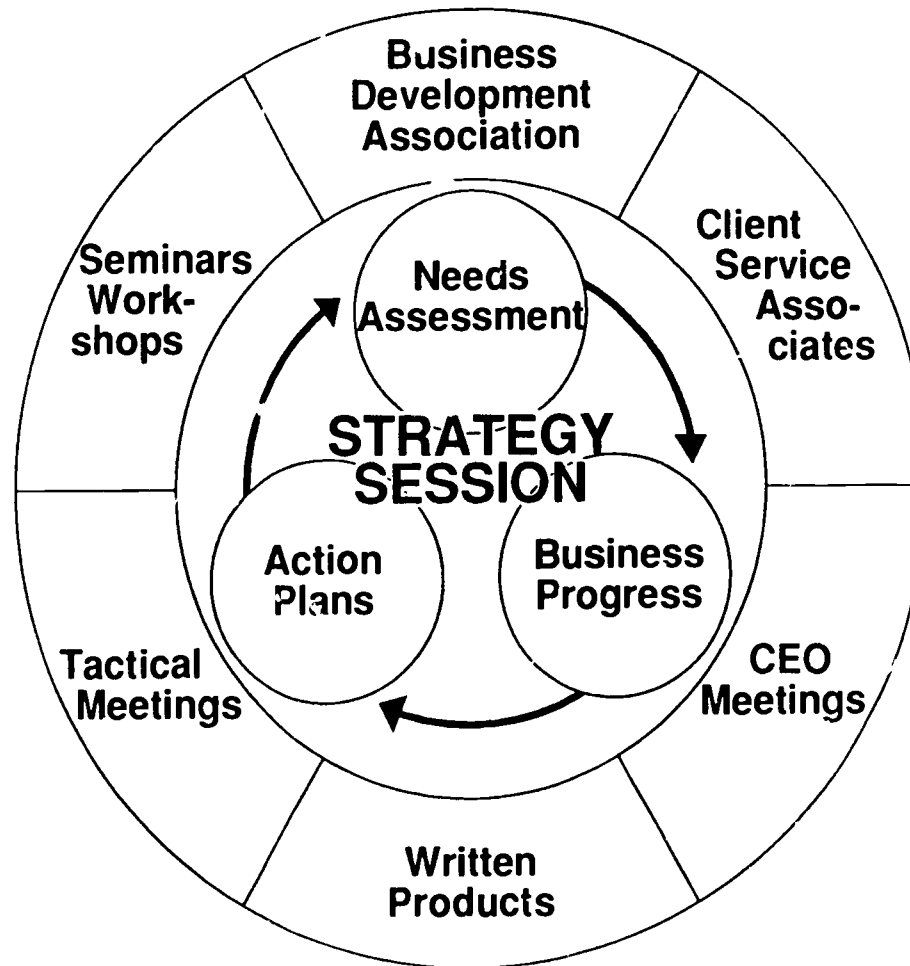 Business
Development
Association
Client
Service
Asso-
ciates
Seminars
Work-
shops
Needs
Assessment
STRATEGY
SESSION
Action
Plans
Business
Progress
Tactical
Meetings
CEO
Meetings
Written
Products